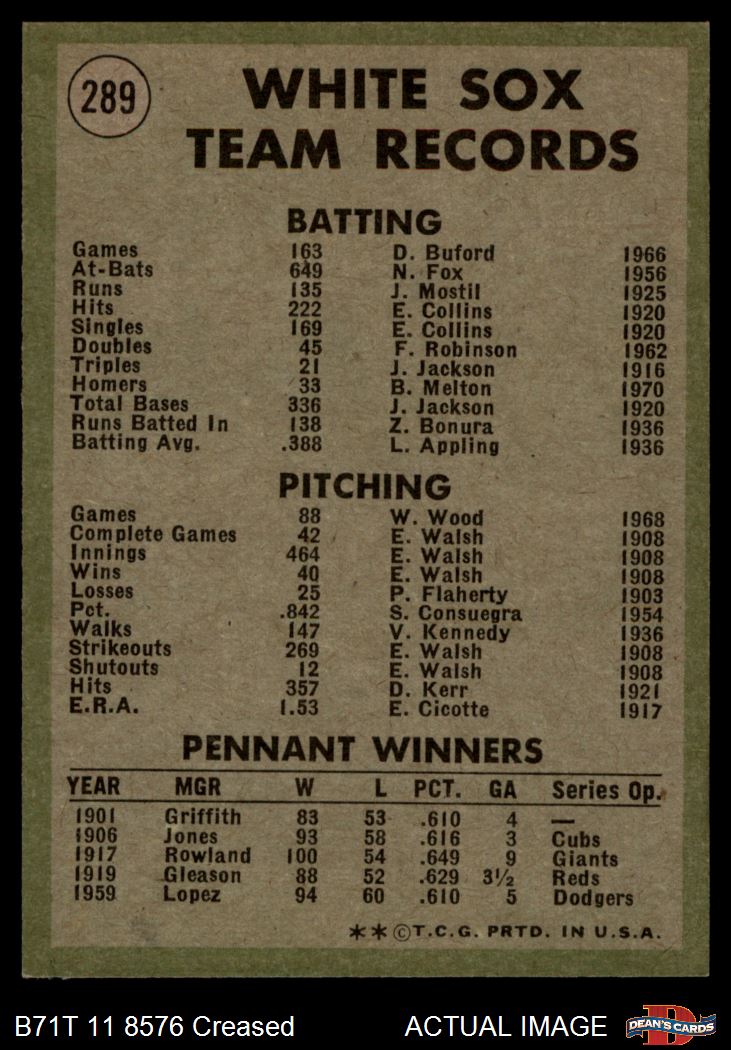 289
WHITE SOX
TEAM RECORDS
BATTING
Games 163 D. Buford 1966
At-Bats 649 N. Fox 1956
Runs 135 J. Mostil 1925
Hits 222 E. Collins 1920
Singles 169 E. Collins 1920
Doubles 45 F. Robinson 1962
Triples 21 J. Jackson 1916
Homers 33 B. Melton 1970
Total Bases 336 J. Jackson 1920
Runs Batted In 138 Z. Bonura 1936
Batting Avg. .388 L. Appling 1936
PITCHING
Games 88 W. Wood 1968
Complete Games 42 E. Walsh 1908
Innings 464 E. Walsh 1908
Wins 40 E. Walsh 1908
Losses 25 P. Flaherty 1903
Pct. .842 S. Consuegra 1954
Walks 147 V. Kennedy 1936
Strikeouts 269 E. Walsh 1908
Shutouts 12 E. Walsh 1908
Hits 357 D. Kerr 1921
E.R.A. 1.53 E. Cicotte 1917
PENNANT WINNERS
YEAR MGR W L PCT. GA Series Op.
1901 Griffith 83 53 .610 4 —
1906 Jones 93 58 .616 3 Cubs
1917 Rowland 100 54 .649 9 Giants
1919 Gleason 88 52 .629 3½ Reds
1959 Lopez 94 60 .610 5 Dodgers
**©T.C.G. PRTD. IN U.S.A.
B71T 11 8576 Creased ACTUAL IMAGE DEAN'S CARDS